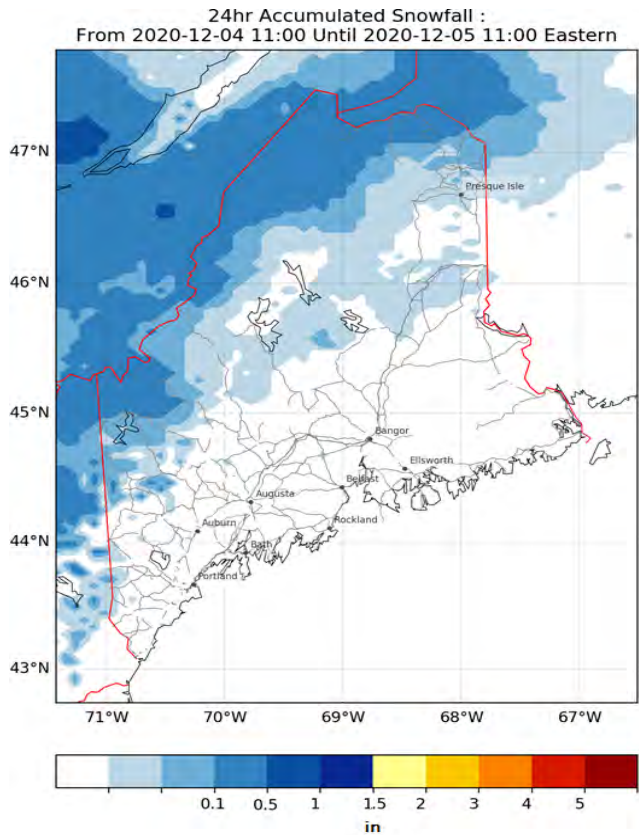 24hr Accumulated Snowfall :
From 2020-12-04 11:00 Until 2020-12-05 11:00 Eastern
47°N
Presque Isle
46°N
45°N
Bangor
Ellsworth
Belfast
Augusta
Rockland
Auburn
44°N
Bath
Portland
43°N
71°W 70°W 69°W 68°W 67°W
0.1 0.5 1 1.5 2 3 4 5
in